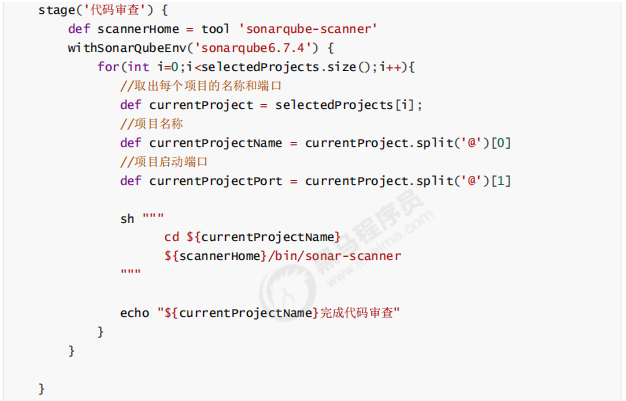 stage('代码审查') {
    def scannerHome = tool 'sonarqube-scanner'
    withSonarQubeEnv('sonarqube6.7.4') {
        for(int i=0;i<selectedProjects.size();i++){
            //取出每个项目的名称和端口
            def currentProject = selectedProjects[i];
            //项目名称
            def currentProjectName = currentProject.split('@')[0]
            //项目启动端口
            def currentProjectPort = currentProject.split('@')[1]
            sh """
                  cd ${currentProjectName}
                  ${scannerHome}/bin/sonar-scanner
            """
            echo "${currentProjectName}完成代码审查"
        }
    }
}
黑马程序员
www.itheima.com